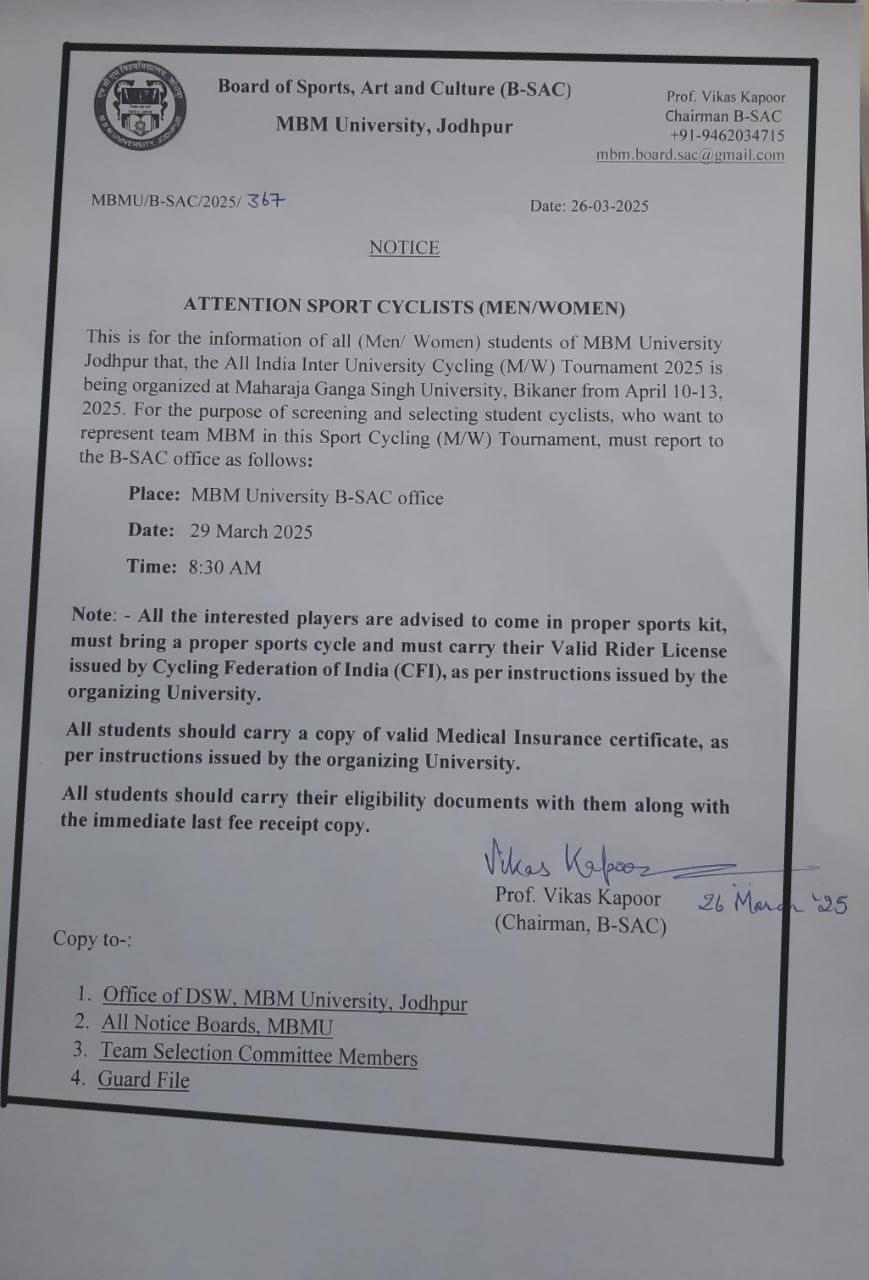 Board of Sports, Art and Culture (B-SAC)
MBM University, Jodhpur
Prof. Vikas Kapoor
Chairman B-SAC
+91-9462034715
mbm.board.sac@gmail.com
M.B.M UNIVERSITY, JODHPUR
MBMU/B-SAC/2025/ 367
Date: 26-03-2025
NOTICE
ATTENTION SPORT CYCLISTS (MEN/WOMEN)
This is for the information of all (Men/ Women) students of MBM University
Jodhpur that, the All India Inter University Cycling (M/W) Tournament 2025 is
being organized at Maharaja Ganga Singh University, Bikaner from April 10-13,
2025. For the purpose of screening and selecting student cyclists, who want to
represent team MBM in this Sport Cycling (M/W) Tournament, must report to
the B-SAC office as follows:
Place: MBM University B-SAC office
Date: 29 March 2025
Time: 8:30 AM
Note: - All the interested players are advised to come in proper sports kit,
must bring a proper sports cycle and must carry their Valid Rider License
issued by Cycling Federation of India (CFI), as per instructions issued by the
organizing University.
All students should carry a copy of valid Medical Insurance certificate, as
per instructions issued by the organizing University.
All students should carry their eligibility documents with them along with
the immediate last fee receipt copy.
Vikas Kapoor
Prof. Vikas Kapoor
26 March '25
(Chairman, B-SAC)
Copy to-:
1. Office of DSW, MBM University, Jodhpur
2. All Notice Boards, MBMU
3. Team Selection Committee Members
4. Guard File